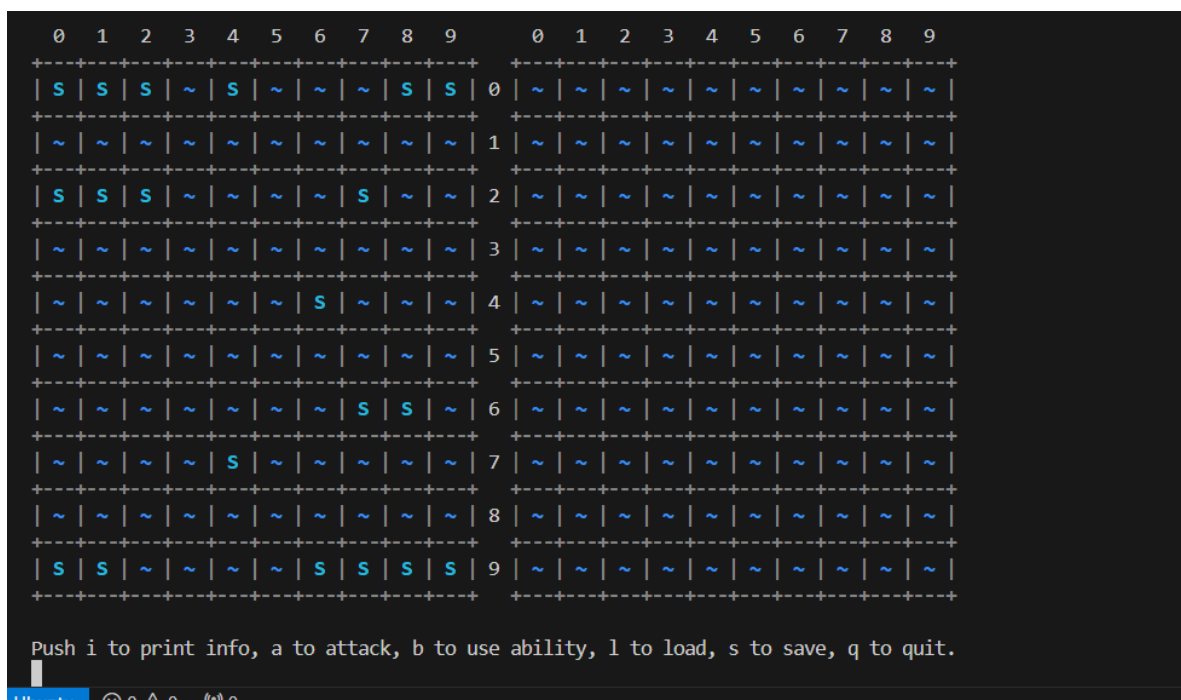 0 1 2 3 4 5 6 7 8 9 0 1 2 3 4 5 6 7 8 9
+---+---+---+---+---+---+---+---+---+---+ +---+---+---+---+---+---+---+---+---+---+
| S | S | S | ~ | S | ~ | ~ | ~ | S | S | 0 | ~ | ~ | ~ | ~ | ~ | ~ | ~ | ~ | ~ | ~ |
+---+---+---+---+---+---+---+---+---+---+ +---+---+---+---+---+---+---+---+---+---+
| ~ | ~ | ~ | ~ | ~ | ~ | ~ | ~ | ~ | ~ | 1 | ~ | ~ | ~ | ~ | ~ | ~ | ~ | ~ | ~ | ~ |
+---+---+---+---+---+---+---+---+---+---+ +---+---+---+---+---+---+---+---+---+---+
| S | S | S | ~ | ~ | ~ | ~ | S | ~ | ~ | 2 | ~ | ~ | ~ | ~ | ~ | ~ | ~ | ~ | ~ | ~ |
+---+---+---+---+---+---+---+---+---+---+ +---+---+---+---+---+---+---+---+---+---+
| ~ | ~ | ~ | ~ | ~ | ~ | ~ | ~ | ~ | ~ | 3 | ~ | ~ | ~ | ~ | ~ | ~ | ~ | ~ | ~ | ~ |
+---+---+---+---+---+---+---+---+---+---+ +---+---+---+---+---+---+---+---+---+---+
| ~ | ~ | ~ | ~ | ~ | ~ | S | ~ | ~ | ~ | 4 | ~ | ~ | ~ | ~ | ~ | ~ | ~ | ~ | ~ | ~ |
+---+---+---+---+---+---+---+---+---+---+ +---+---+---+---+---+---+---+---+---+---+
| ~ | ~ | ~ | ~ | ~ | ~ | ~ | ~ | ~ | ~ | 5 | ~ | ~ | ~ | ~ | ~ | ~ | ~ | ~ | ~ | ~ |
+---+---+---+---+---+---+---+---+---+---+ +---+---+---+---+---+---+---+---+---+---+
| ~ | ~ | ~ | ~ | ~ | ~ | ~ | S | S | ~ | 6 | ~ | ~ | ~ | ~ | ~ | ~ | ~ | ~ | ~ | ~ |
+---+---+---+---+---+---+---+---+---+---+ +---+---+---+---+---+---+---+---+---+---+
| ~ | ~ | ~ | ~ | S | ~ | ~ | ~ | ~ | ~ | 7 | ~ | ~ | ~ | ~ | ~ | ~ | ~ | ~ | ~ | ~ |
+---+---+---+---+---+---+---+---+---+---+ +---+---+---+---+---+---+---+---+---+---+
| ~ | ~ | ~ | ~ | ~ | ~ | ~ | ~ | ~ | ~ | 8 | ~ | ~ | ~ | ~ | ~ | ~ | ~ | ~ | ~ | ~ |
+---+---+---+---+---+---+---+---+---+---+ +---+---+---+---+---+---+---+---+---+---+
| S | S | ~ | ~ | ~ | ~ | S | S | S | S | 9 | ~ | ~ | ~ | ~ | ~ | ~ | ~ | ~ | ~ | ~ |
+---+---+---+---+---+---+---+---+---+---+ +---+---+---+---+---+---+---+---+---+---+
Push i to print info, a to attack, b to use ability, l to load, s to save, q to quit.